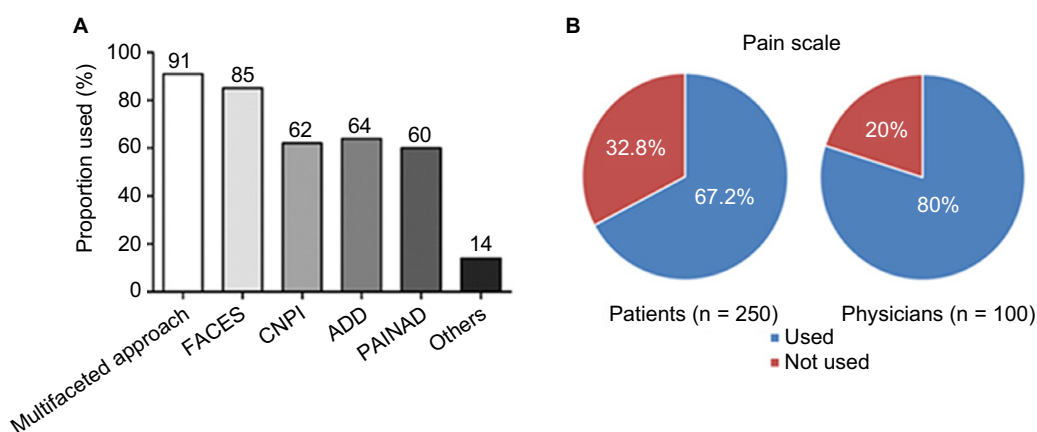 A
Proportion used (%)
100
80
60
40
20
0
91
85
62
64
60
14
Multifaceted approach
FACES
CNPI
ADD
PAINAD
Others
B
Pain scale
32.8%
67.2%
20%
80%
Patients (n = 250)
Physicians (n = 100)
Used
Not used